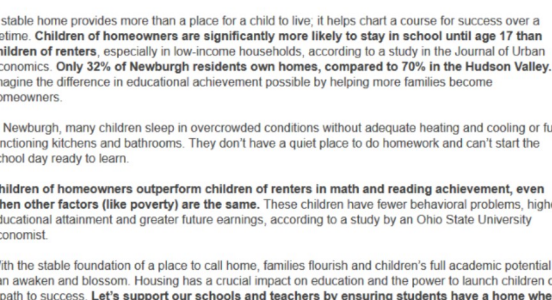 stable home provides more than a place for a child to live; it helps chart a course for success over a
etime. Children of homeowners are significantly more likely to stay in school until age 17 than
hildren of renters, especially in low-income households, according to a study in the Journal of Urban
conomics. Only 32% of Newburgh residents own homes, compared to 70% in the Hudson Valley.
magine the difference in educational achievement possible by helping more families become
omeowners.
Newburgh, many children sleep in overcrowded conditions without adequate heating and cooling or fu
nctioning kitchens and bathrooms. They don't have a quiet place to do homework and can't start the
chool day ready to learn.
hildren of homeowners outperform children of renters in math and reading achievement, even
hen other factors (like poverty) are the same. These children have fewer behavioral problems, high
ducational attainment and greater future earnings, according to a study by an Ohio State University
conomist.
ith the stable foundation of a place to call home, families flourish and children's full academic potential
an awaken and blossom. Housing has a crucial impact on education and the power to launch children o
path to success. Let's support our schools and teachers by ensuring students have a home whe